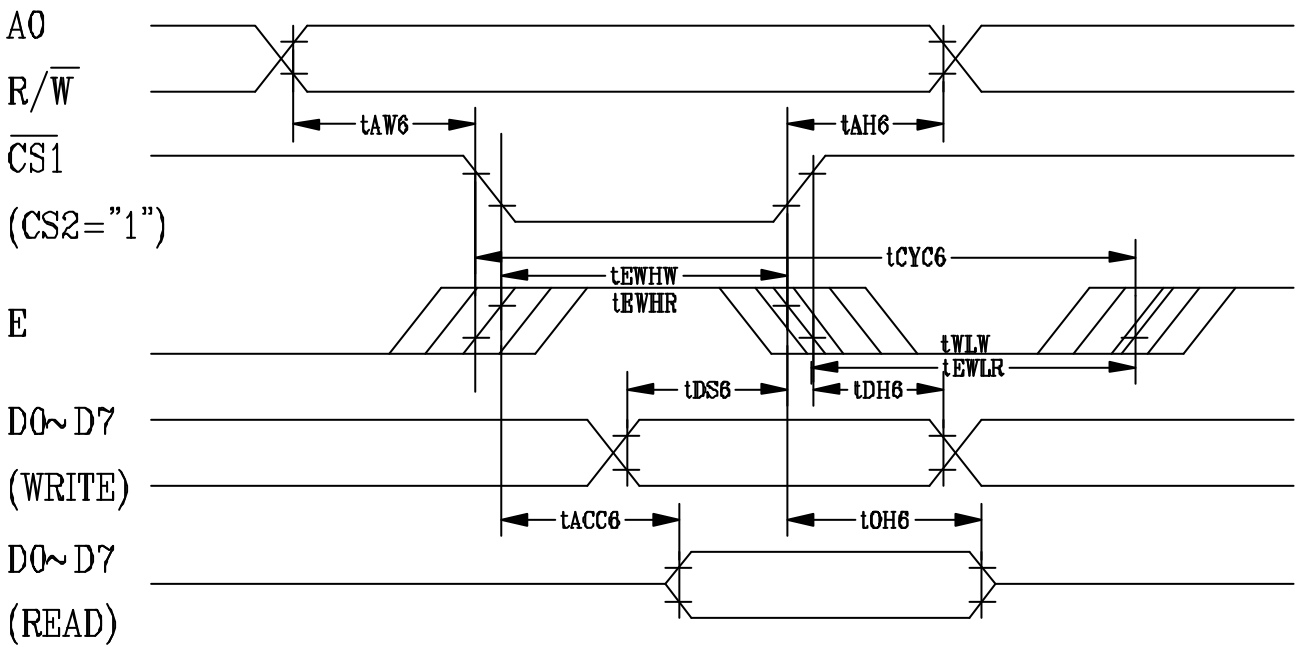 A0
R/W̅
tAW6
tAH6
C̅S̅1̅
(CS2="1")
tCYC6
tEWHW
tEWHR
E
tWLW
tEWLR
tDS6
tDH6
D0~D7
(WRITE)
tACC6
tOH6
D0~D7
(READ)